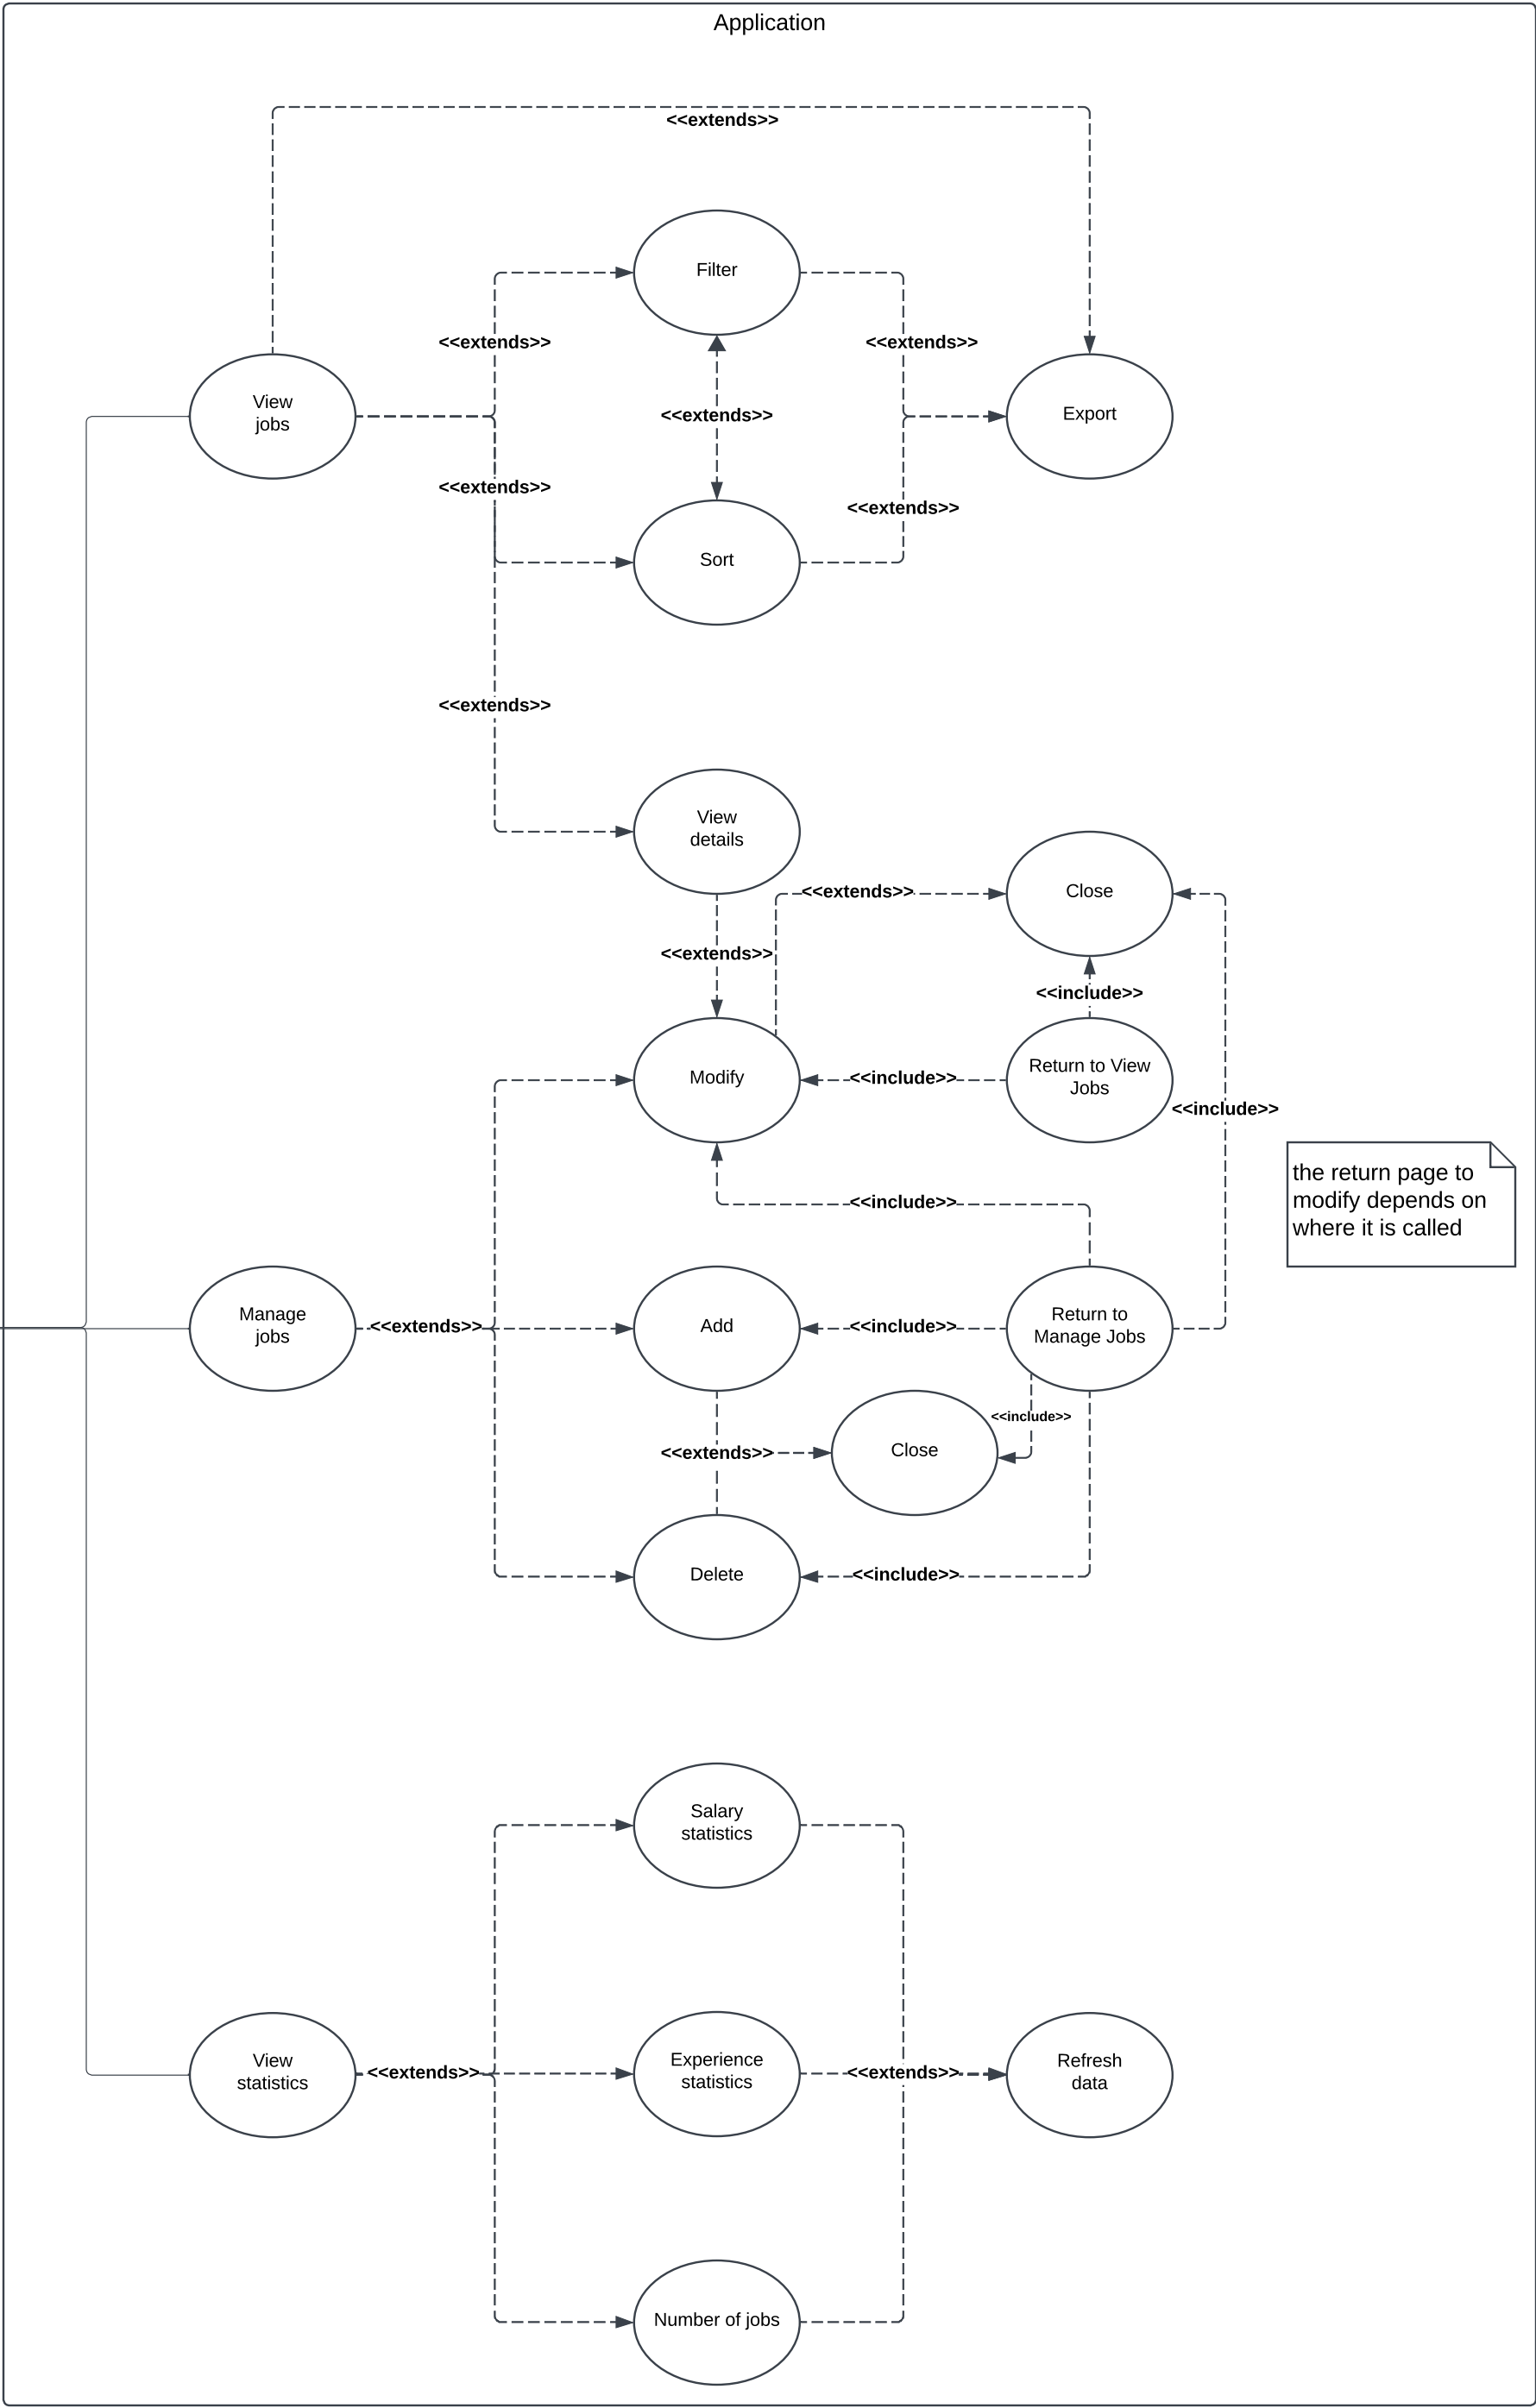 Application
<<extends>>
Filter
<<extends>>
<<extends>>
View
jobs
<<extends>>
Export
<<extends>>
<<extends>>
Sort
<<extends>>
View
details
<<extends>>
Close
<<extends>>
<<include>>
Modify
<<include>>
Return to View
Jobs
<<include>>
the return page to
modify depends on
where it is called
<<include>>
Manage
jobs
<<extends>>
Add
<<include>>
Return to
Manage Jobs
<<include>>
<<extends>>
Close
Delete
<<include>>
Salary
statistics
View
statistics
<<extends>>
Experience
statistics
<<extends>>
Refresh
data
Number of jobs